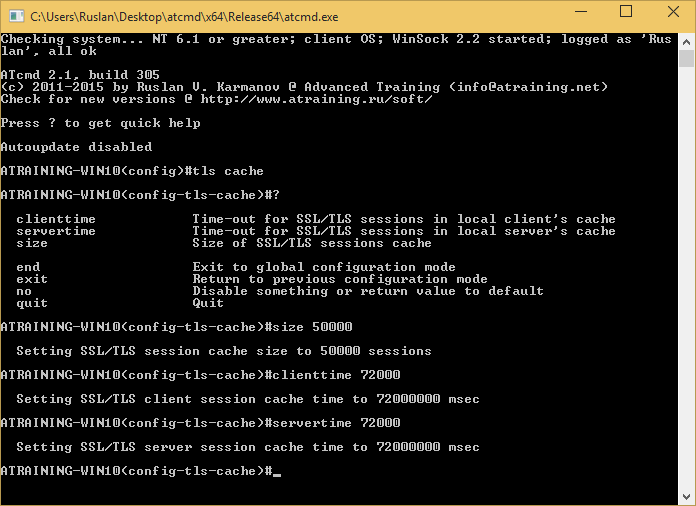 C:\Users\Ruslan\Desktop\atcmd\x64\Release64\atcmd.exe
Checking system... NT 6.1 or greater; client OS; WinSock 2.2 started; logged as 'Rus
lan', all ok
ATcmd 2.1, build 305
(c) 2011-2015 by Ruslan V. Karmanov @ Advanced Training (info@atraining.net)
Check for new versions @ http://www.atraining.ru/soft/
Press ? to get quick help
Autoupdate disabled
ATRAINING-WIN10(config)#tls cache
ATRAINING-WIN10(config-tls-cache)#?
clienttime Time-out for SSL/TLS sessions in local client's cache
servertime Time-out for SSL/TLS sessions in local server's cache
size Size of SSL/TLS sessions cache
end Exit to global configuration mode
exit Return to previous configuration mode
no Disable something or return value to default
quit Quit
ATRAINING-WIN10(config-tls-cache)#size 50000
Setting SSL/TLS session cache size to 50000 sessions
ATRAINING-WIN10(config-tls-cache)#clienttime 72000
Setting SSL/TLS client session cache time to 72000000 msec
ATRAINING-WIN10(config-tls-cache)#servertime 72000
Setting SSL/TLS server session cache time to 72000000 msec
ATRAINING-WIN10(config-tls-cache)#_